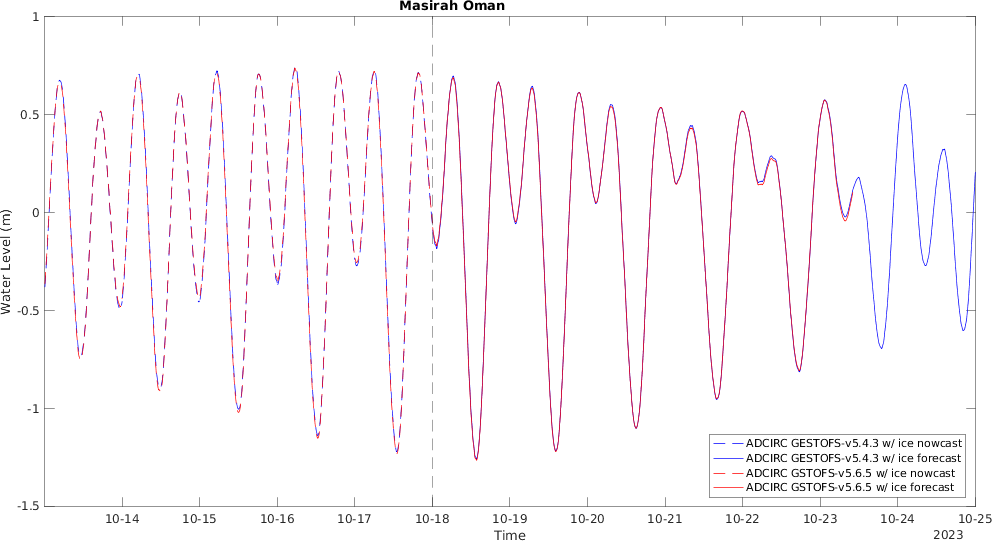 Masirah Oman
1
0.5
0
-0.5
-1
-1.5
Water Level (m)
ADCIRC GESTOFS-v5.4.3 w/ ice nowcast
ADCIRC GESTOFS-v5.4.3 w/ ice forecast
ADCIRC GSTOFS-v5.6.5 w/ ice nowcast
ADCIRC GSTOFS-v5.6.5 w/ ice forecast
10-14 10-15 10-16 10-17 10-18 10-19 10-20 10-21 10-22 10-23 10-24 10-25
Time
2023